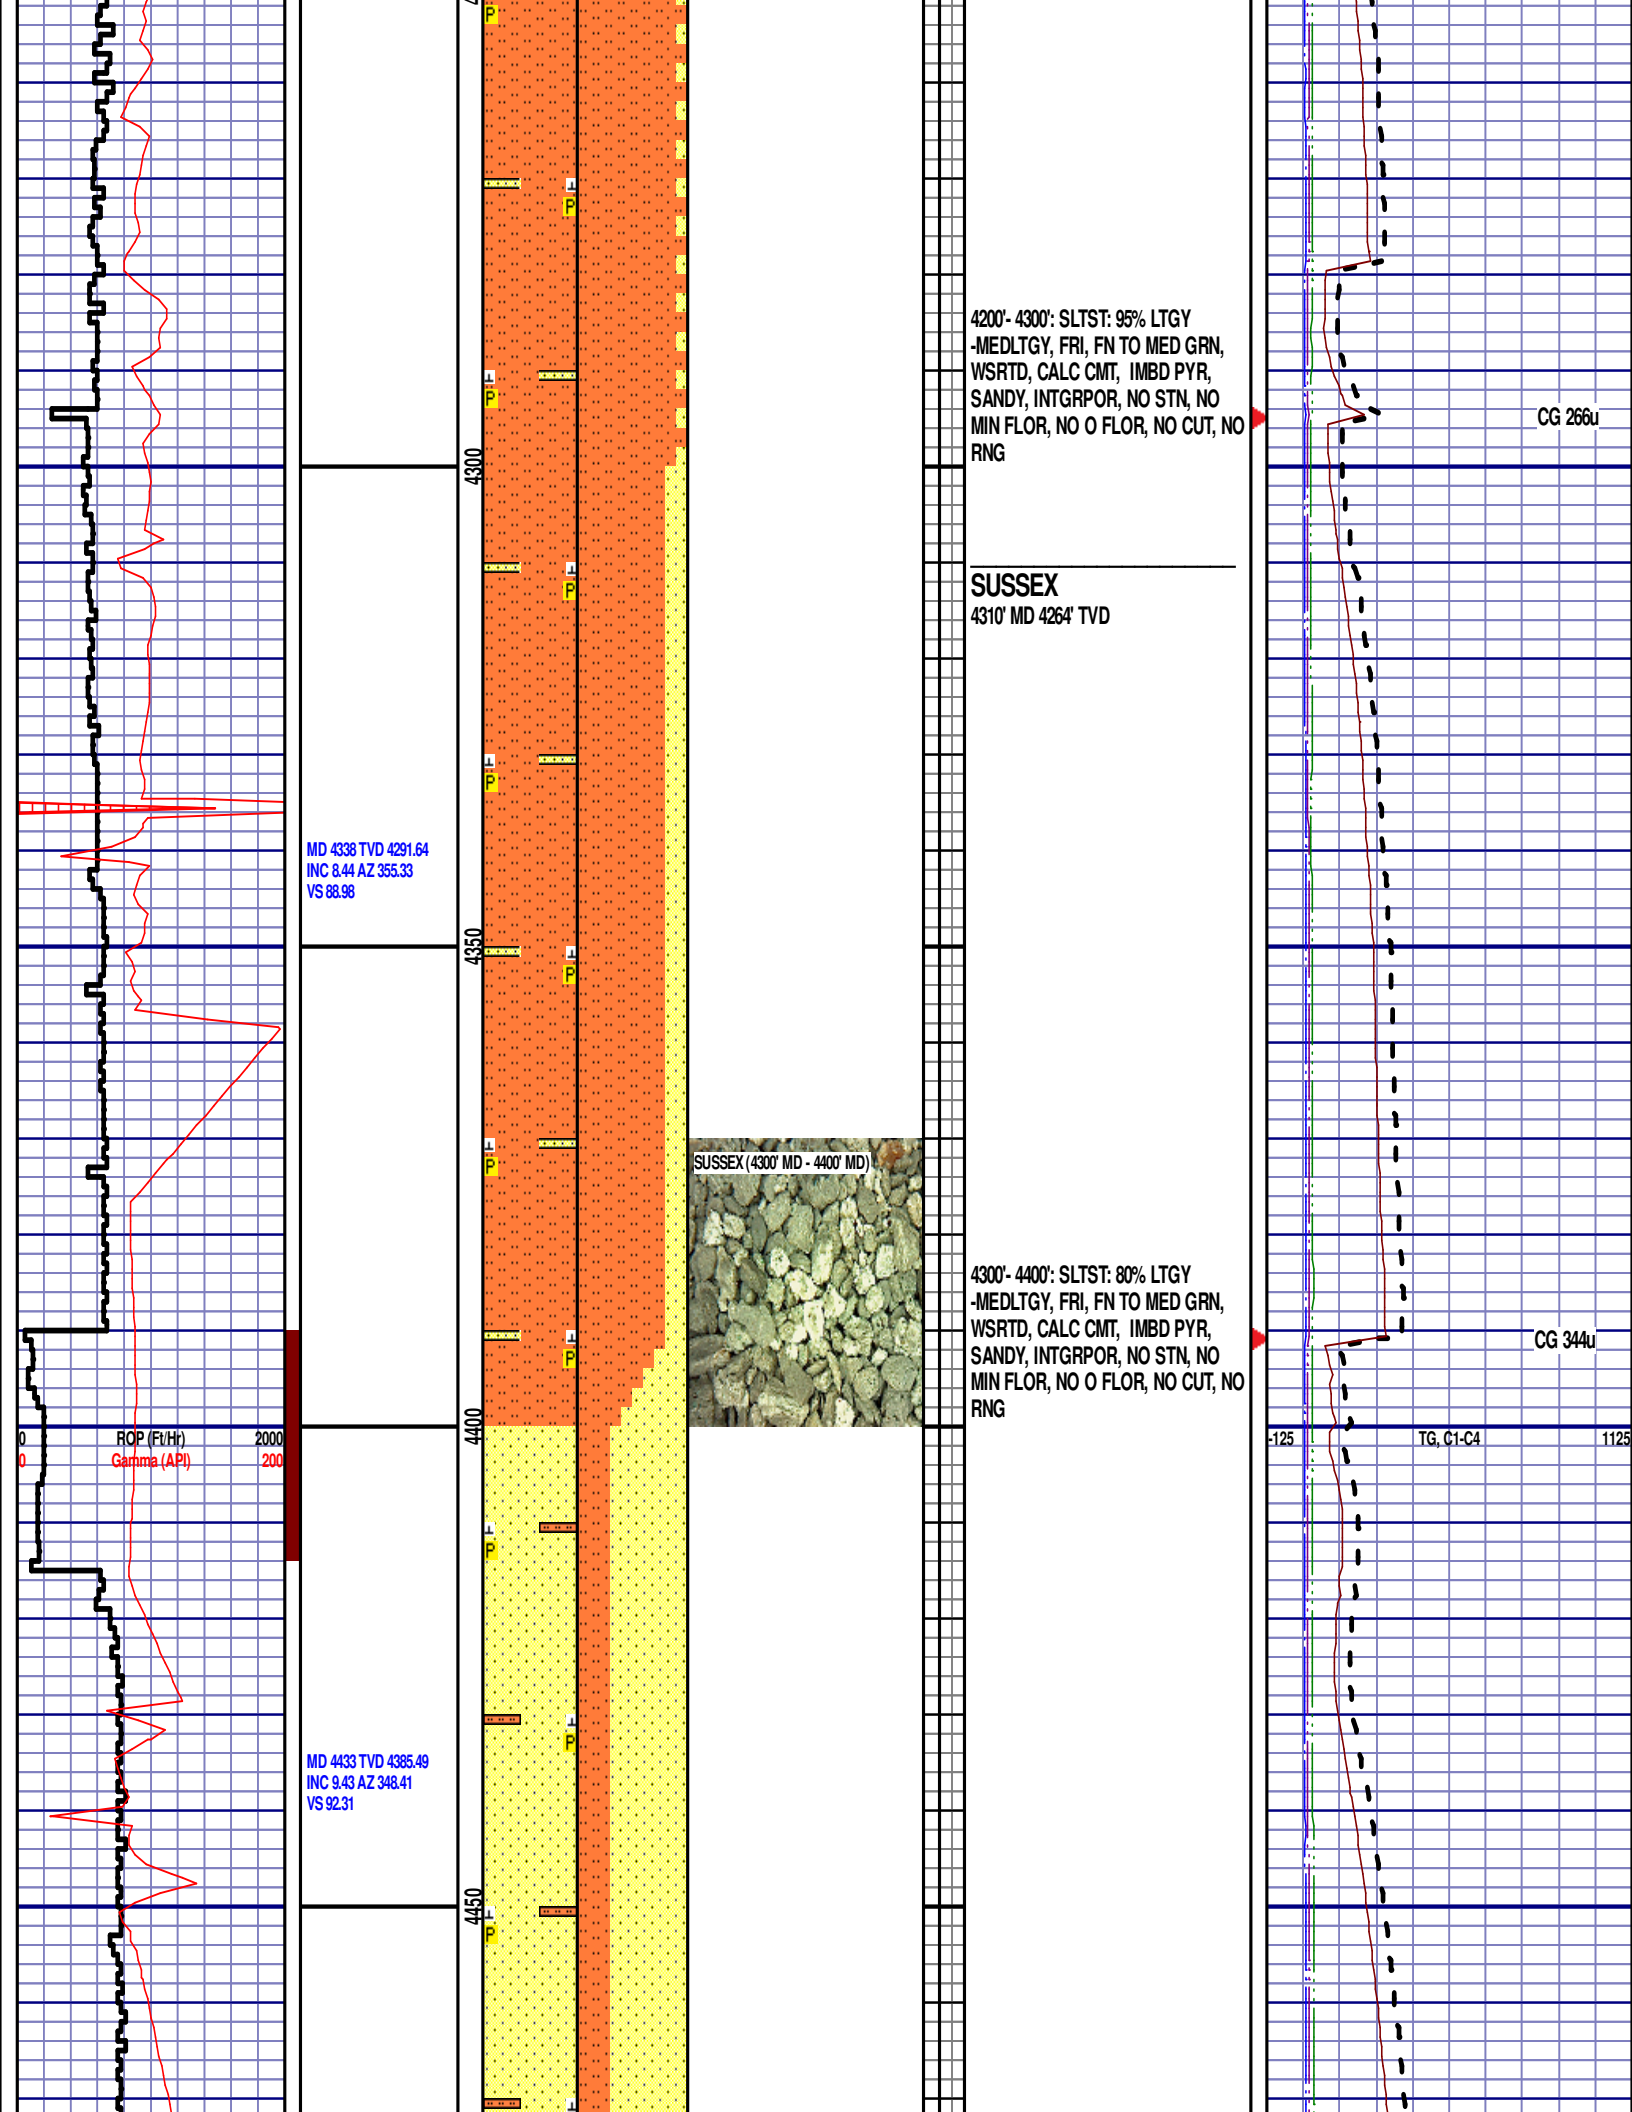 4200'- 4300': SLTST: 95% LTGY
-MEDLTGY, FRI, FN TO MED GRN,
WSRTD, CALC CMT, IMBD PYR,
SANDY, INTGRPOR, NO STN, NO
MIN FLOR, NO O FLOR, NO CUT, NO
RNG
CG 266u
4300
SUSSEX
4310' MD 4264' TVD
MD 4338 TVD 4291.64
INC 8.44 AZ 355.33
VS 88.98
4350
SUSSEX (4300' MD - 4400' MD)
4300'- 4400': SLTST: 80% LTGY
-MEDLTGY, FRI, FN TO MED GRN,
WSRTD, CALC CMT, IMBD PYR,
SANDY, INTGRPOR, NO STN, NO
MIN FLOR, NO O FLOR, NO CUT, NO
RNG
CG 344u
4400
0 ROP (Ft/Hr) 2000
0 Gamma (API) 200
-125 TG, C1-C4 1125
MD 4433 TVD 4385.49
INC 9.43 AZ 348.41
VS 92.31
4450
P
P
P
P
P
P
P
P
P
P
P